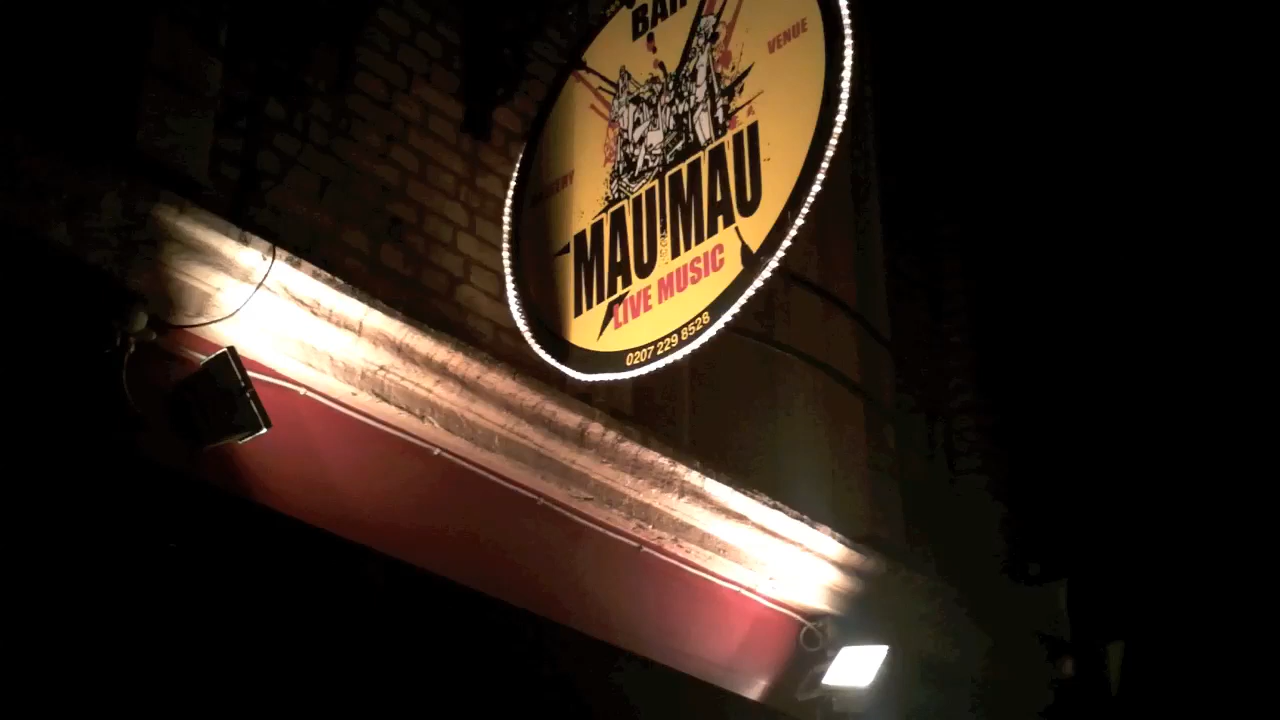 BAR
VENUE
MAU MAU
LIVE MUSIC
0207 229 8528